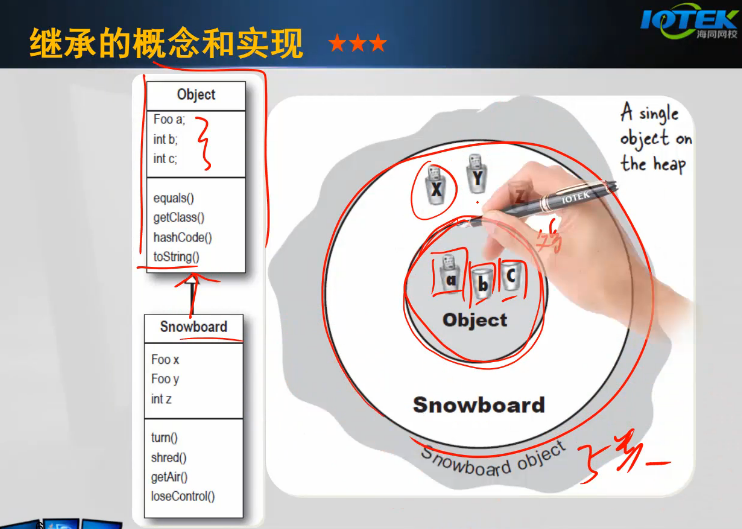 继承的概念和实现 ★★★
IOTEK
海同网校
Object
Foo a;
int b;
int c;
equals()
getClass()
hashCode()
toString()
Snowboard
Foo x
Foo y
int z
turn()
shred()
getAir()
loseControl()
A single
object on
the heap
X
Y
Z
IOTEK
a
b
C
Object
Snowboard
Snowboard object